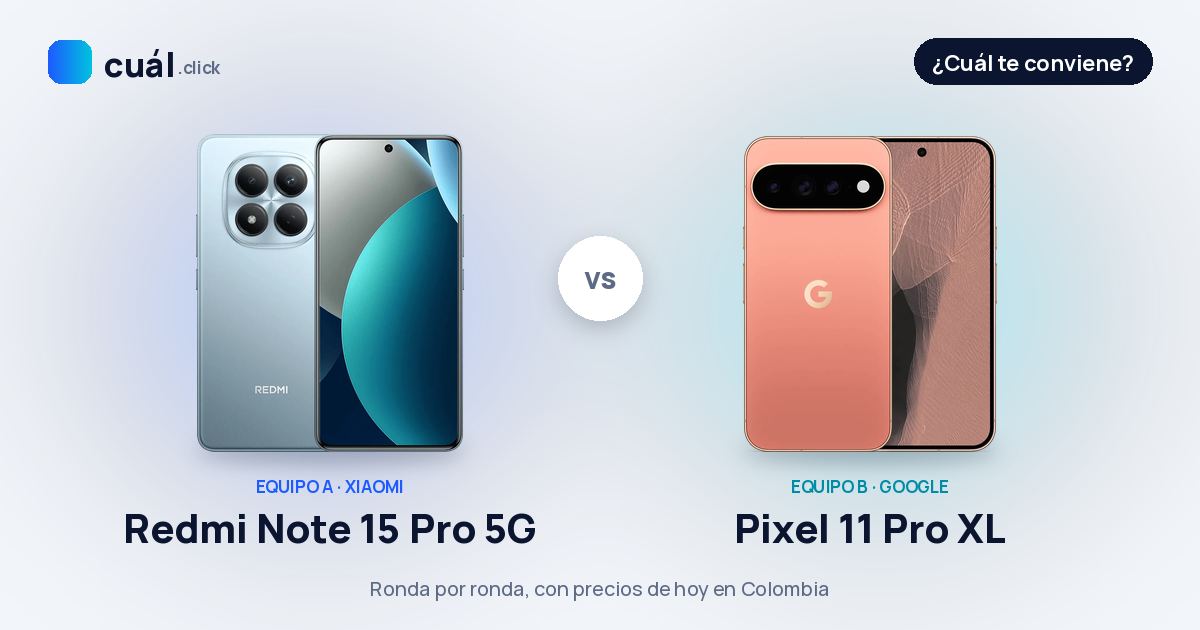 cuál.click
¿Cuál te conviene?
REDMI
G
VS
EQUIPO A · XIAOMI
EQUIPO B · GOOGLE
Redmi Note 15 Pro 5G
Pixel 11 Pro XL
Ronda por ronda, con precios de hoy en Colombia